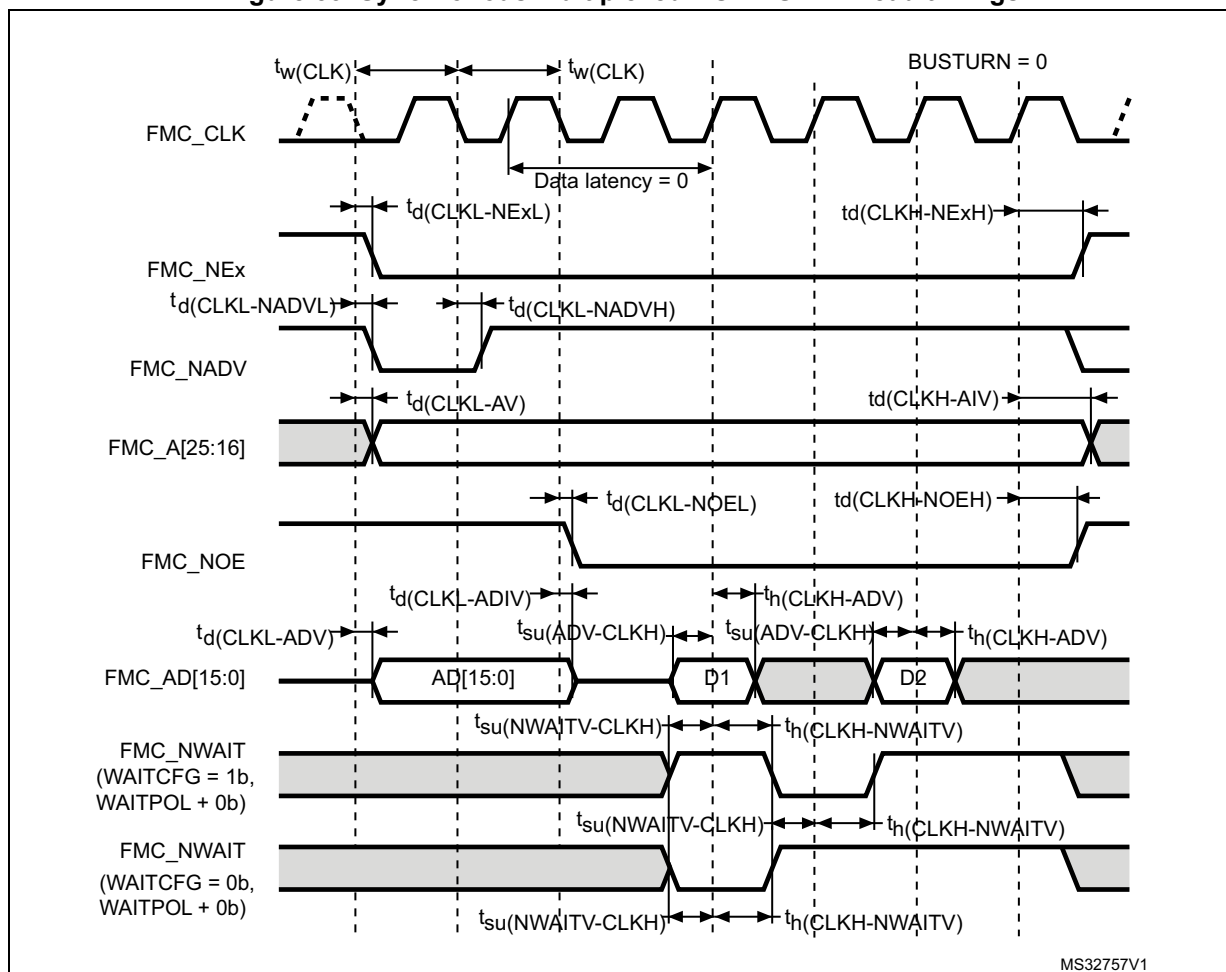 BUSTURN = 0
tw(CLK)
tw(CLK)
FMC_CLK
Data latency = 0
td(CLKL-NExL)
td(CLKH-NExH)
FMC_NEx
td(CLKL-NADVL)
td(CLKL-NADVH)
FMC_NADV
td(CLKL-AV)
td(CLKH-AIV)
FMC_A[25:16]
td(CLKL-NOEL)
td(CLKH-NOEH)
FMC_NOE
td(CLKL-ADIV)
th(CLKH-ADV)
td(CLKL-ADV)
tsu(ADV-CLKH)
tsu(ADV-CLKH)
th(CLKH-ADV)
FMC_AD[15:0]
AD[15:0]
D1
D2
tsu(NWAITV-CLKH)
th(CLKH-NWAITV)
FMC_NWAIT
(WAITCFG = 1b,
WAITPOL + 0b)
tsu(NWAITV-CLKH)
th(CLKH-NWAITV)
FMC_NWAIT
(WAITCFG = 0b,
WAITPOL + 0b)
tsu(NWAITV-CLKH)
th(CLKH-NWAITV)
MS32757V1